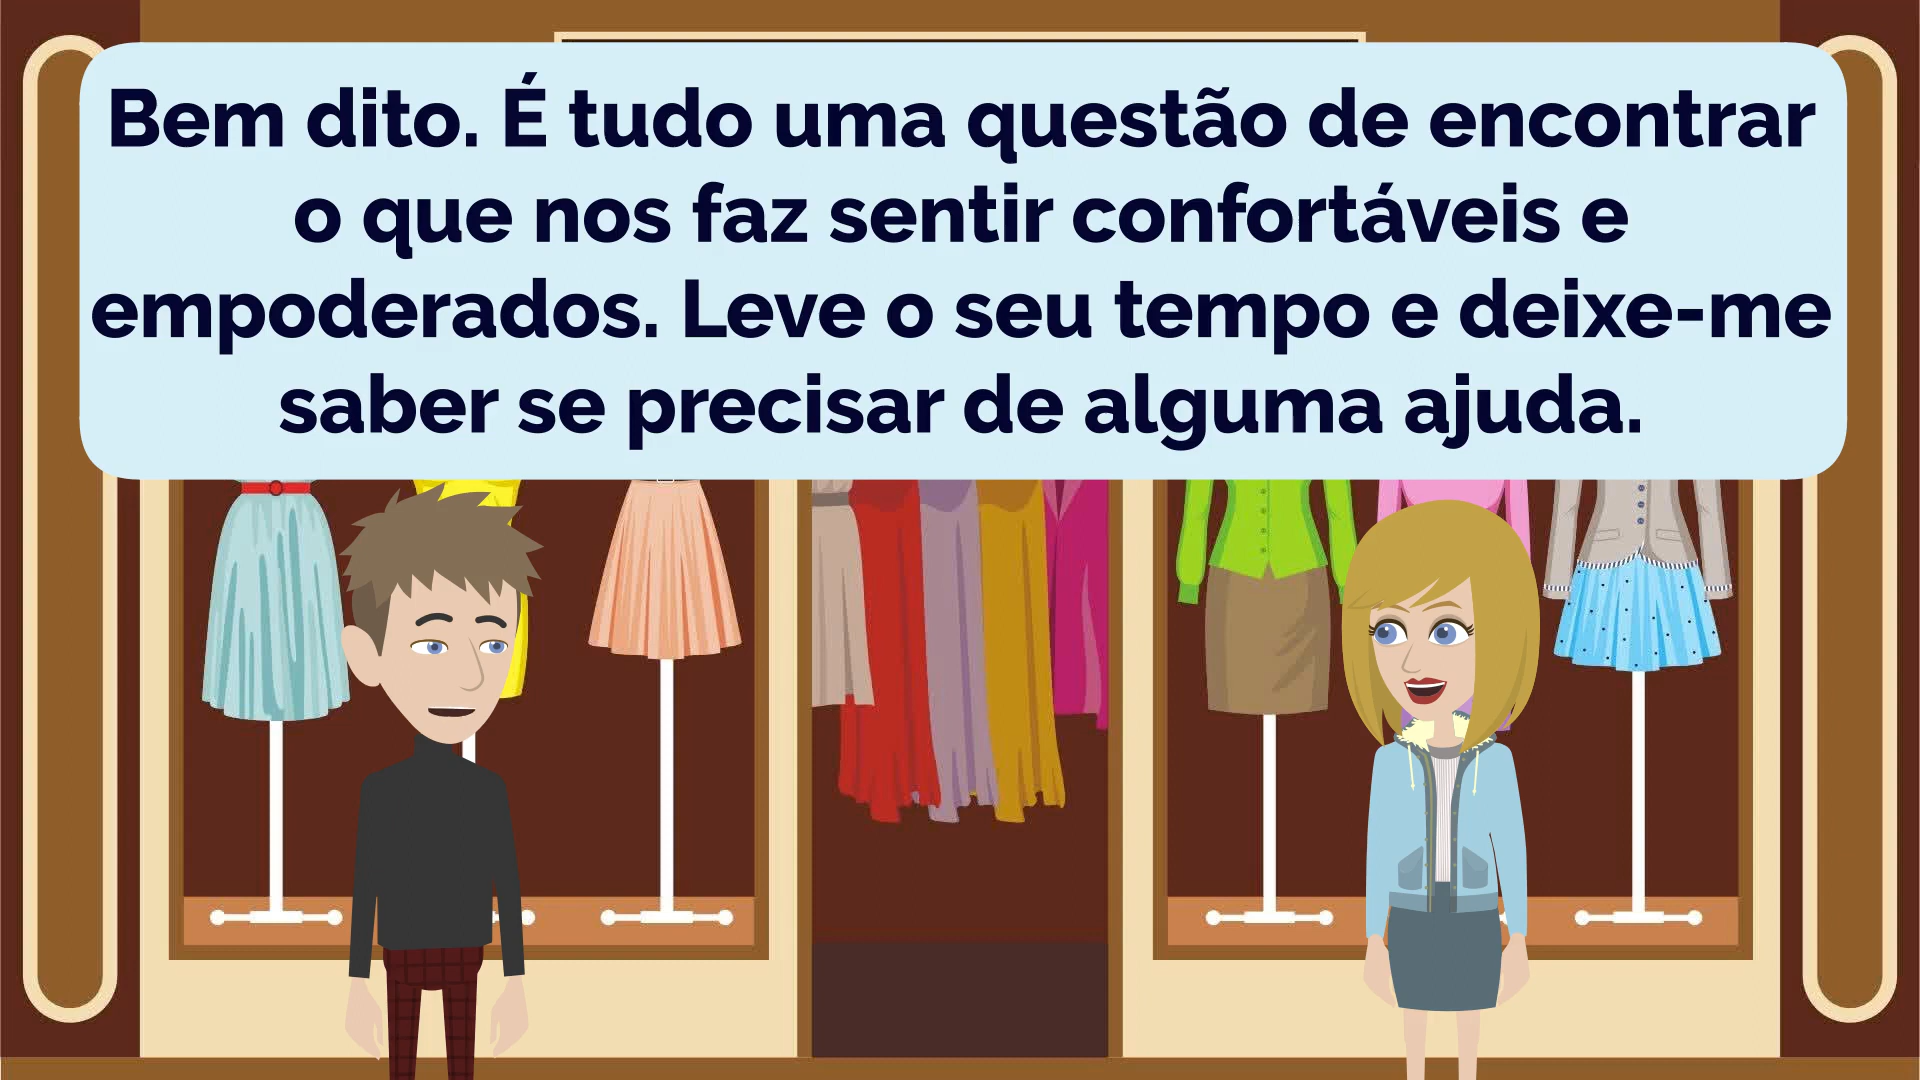 Bem dito. É tudo uma questão de encontrar
o que nos faz sentir confortáveis e
empoderados. Leve o seu tempo e deixe-me
saber se precisar de alguma ajuda.